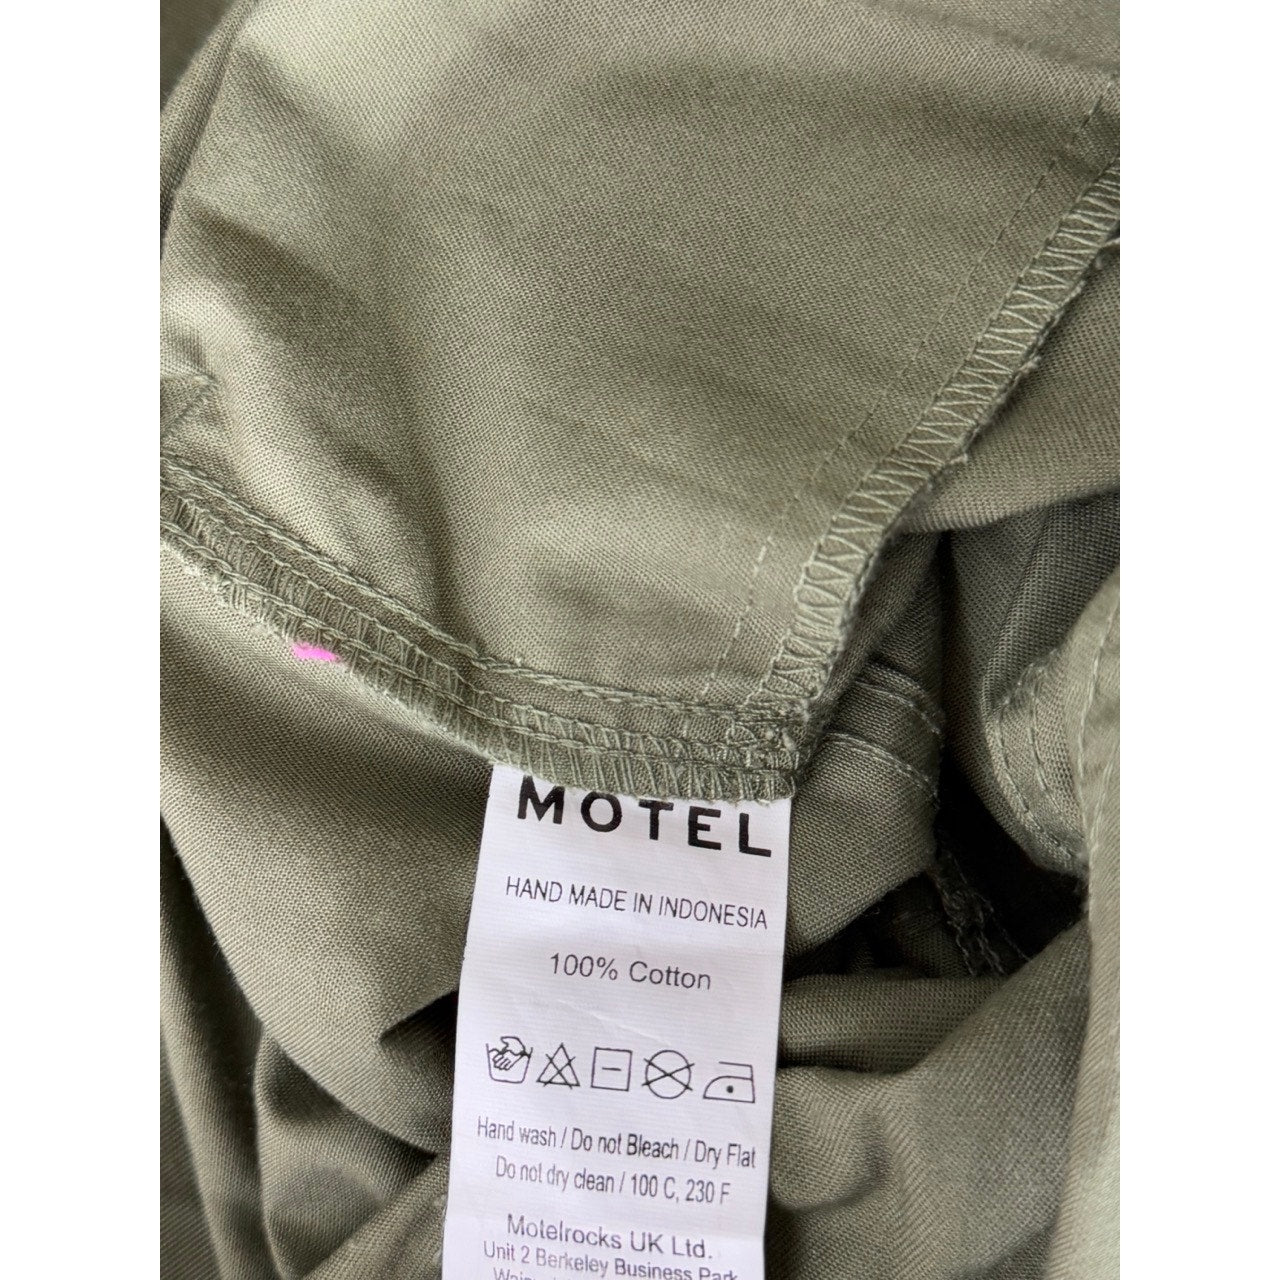 MOTEL
HAND MADE IN INDONESIA
100% Cotton
Hand wash / Do not Bleach / Dry Flat
Do not dry clean / 100 C, 230 F
Motelrocks UK Ltd.
Unit 2 Berkeley Business Park